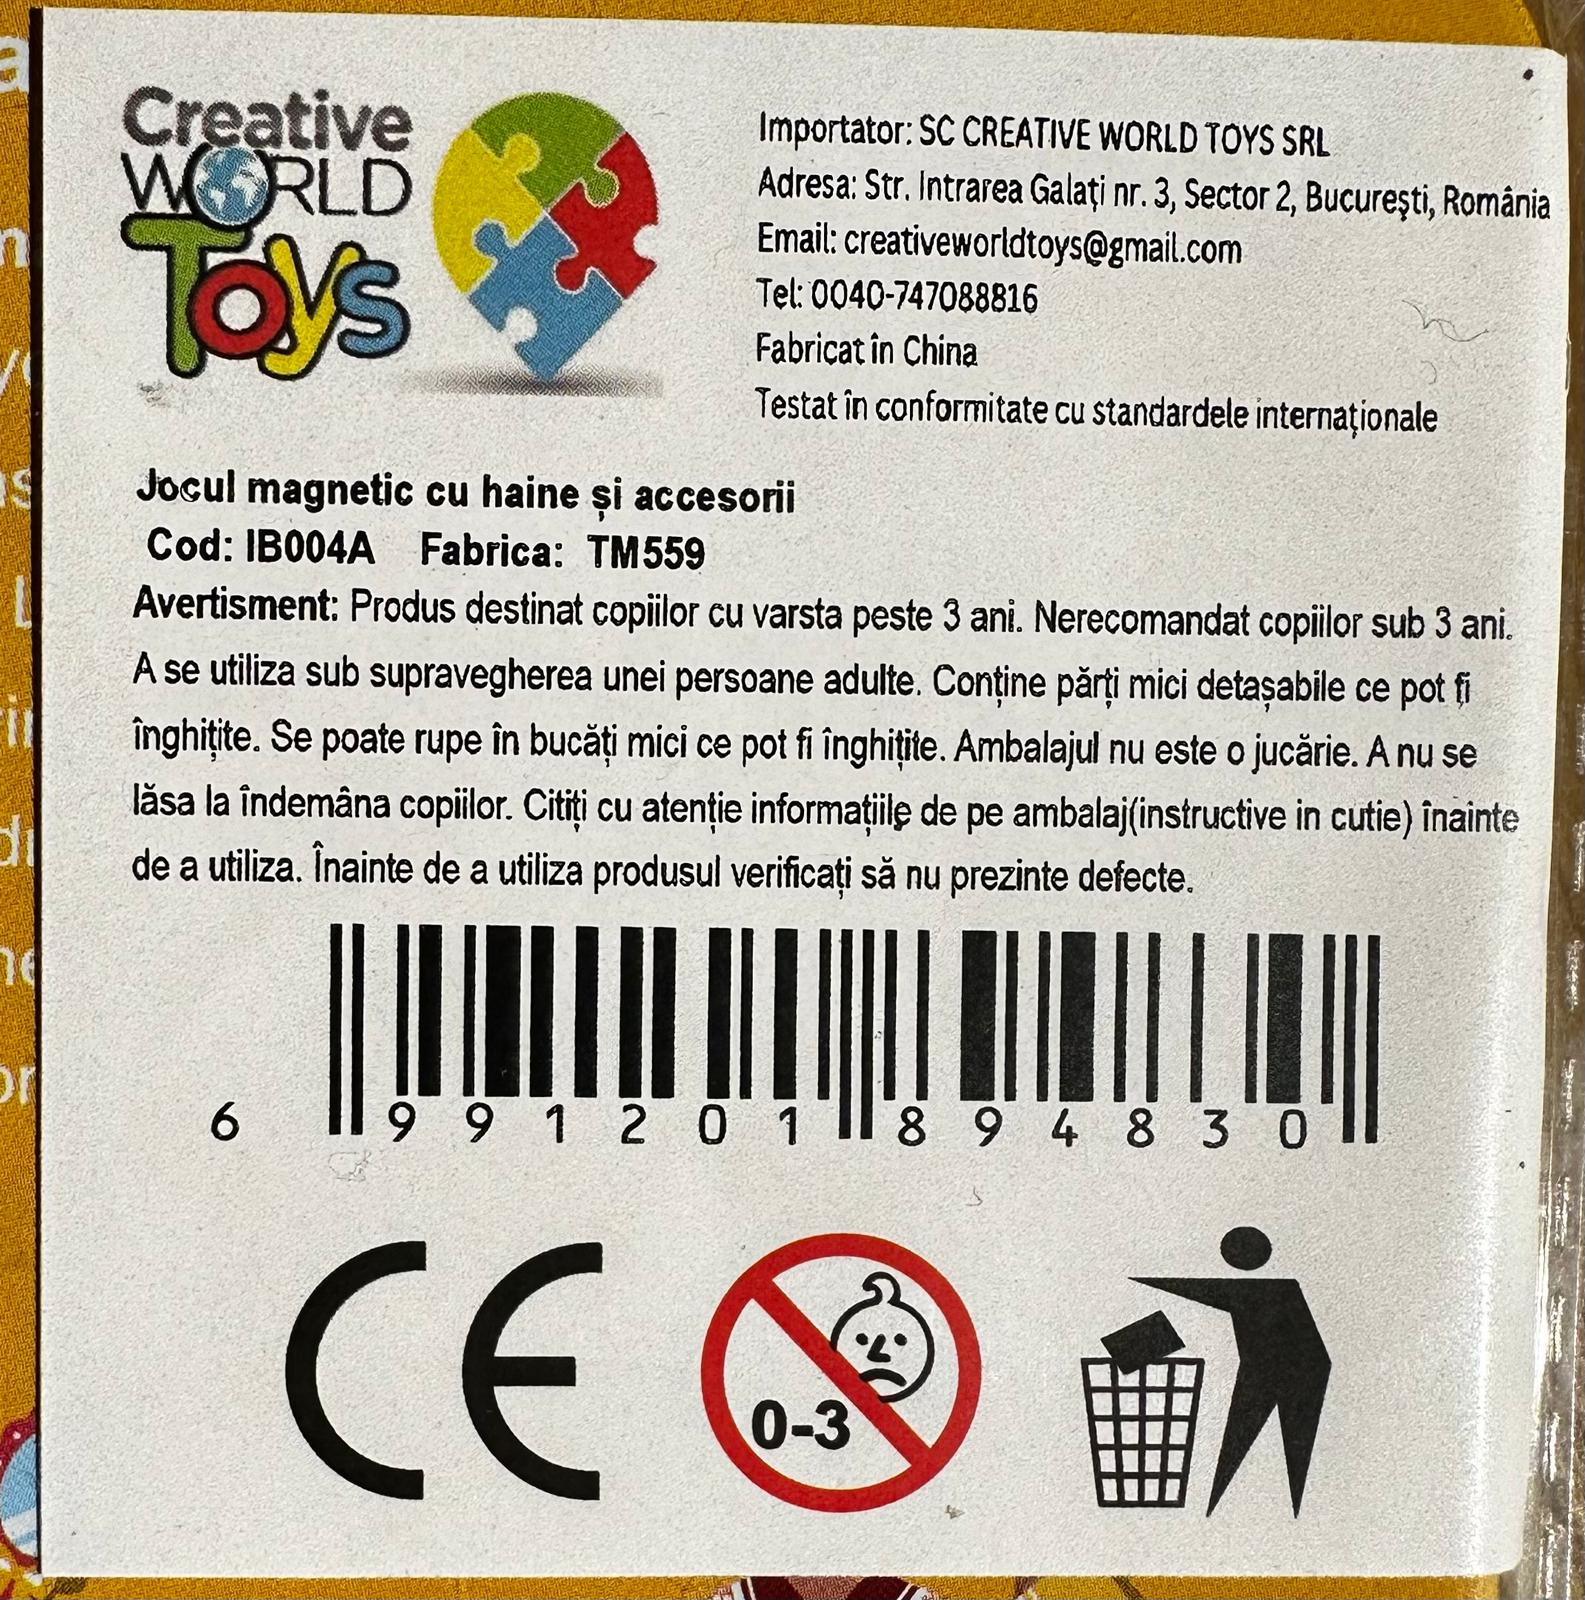 Creative
WORLD
Toys
Importator: SC CREATIVE WORLD TOYS SRL
Adresa: Str. Intrarea Galați nr. 3, Sector 2, București, România
Email: creativeworldtoys@gmail.com
Tel: 0040-747088816
Fabricat în China
Testat în conformitate cu standardele internaționale
Jocul magnetic cu haine și accesorii
Cod: IB004A Fabrica: TM559
Avertisment: Produs destinat copiilor cu varsta peste 3 ani. Nerecomandat copiilor sub 3 ani.
A se utiliza sub supravegherea unei persoane adulte. Conține părți mici detașabile ce pot fi
înghițite. Se poate rupe în bucăți mici ce pot fi înghițite. Ambalajul nu este o jucărie. A nu se
lăsa la îndemâna copiilor. Citiți cu atenție informațiile de pe ambalaj(instructive in cutie) înainte
de a utiliza. Înainte de a utiliza produsul verificați să nu prezinte defecte.
6 991201 894830
CE
0-3